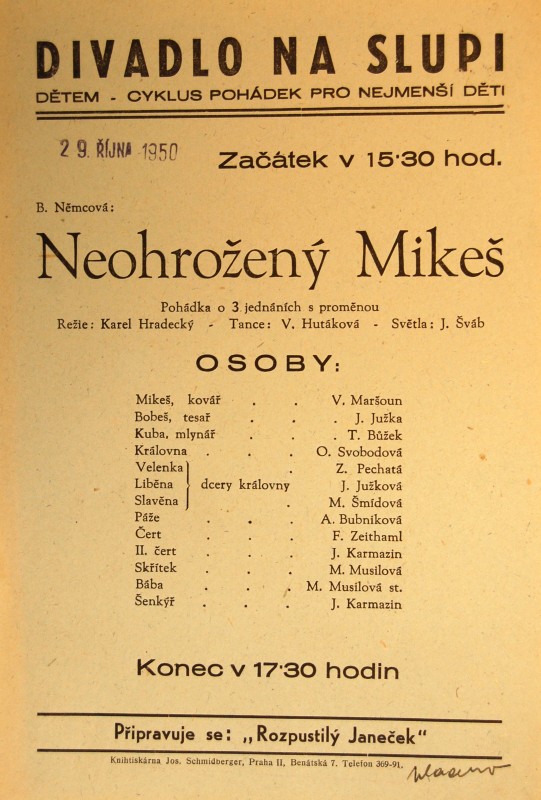 DIVADLO NA SLUPI
DĚTEM - CYKLUS POHÁDEK PRO NEJMENŠÍ DĚTI
29. ŘÍJNA 1950
Začátek v 15·30 hod.
B. Němcová:
Neohrožený Mikeš
Pohádka o 3 jednáních s proměnou
Režie: Karel Hradecký - Tance: V. Hutáková - Světla: J. Šváb
OSOBY:
Mikeš, kovář . . V. Maršoun
Bobeš, tesař . . . J. Južka
Kuba, mlynář . . . T. Bůžek
Královna . . . O. Svobodová
Velenka . Z. Pechatá
Liběna } dcery královny J. Južková
Slavěna . M. Šmídová
Páže . . . A. Bubniková
Čert . . . F. Zeithaml
II. čert . . . J. Karmazin
Skřítek . . . M. Musilová
Bába . . . M. Musilová st.
Šenkýř . . . J. Karmazin
Konec v 17·30 hodin
Připravuje se: „Rozpustilý Janeček"
Knihtiskárna Jos. Schmidberger, Praha II, Benátská 7. Telefon 369-91.